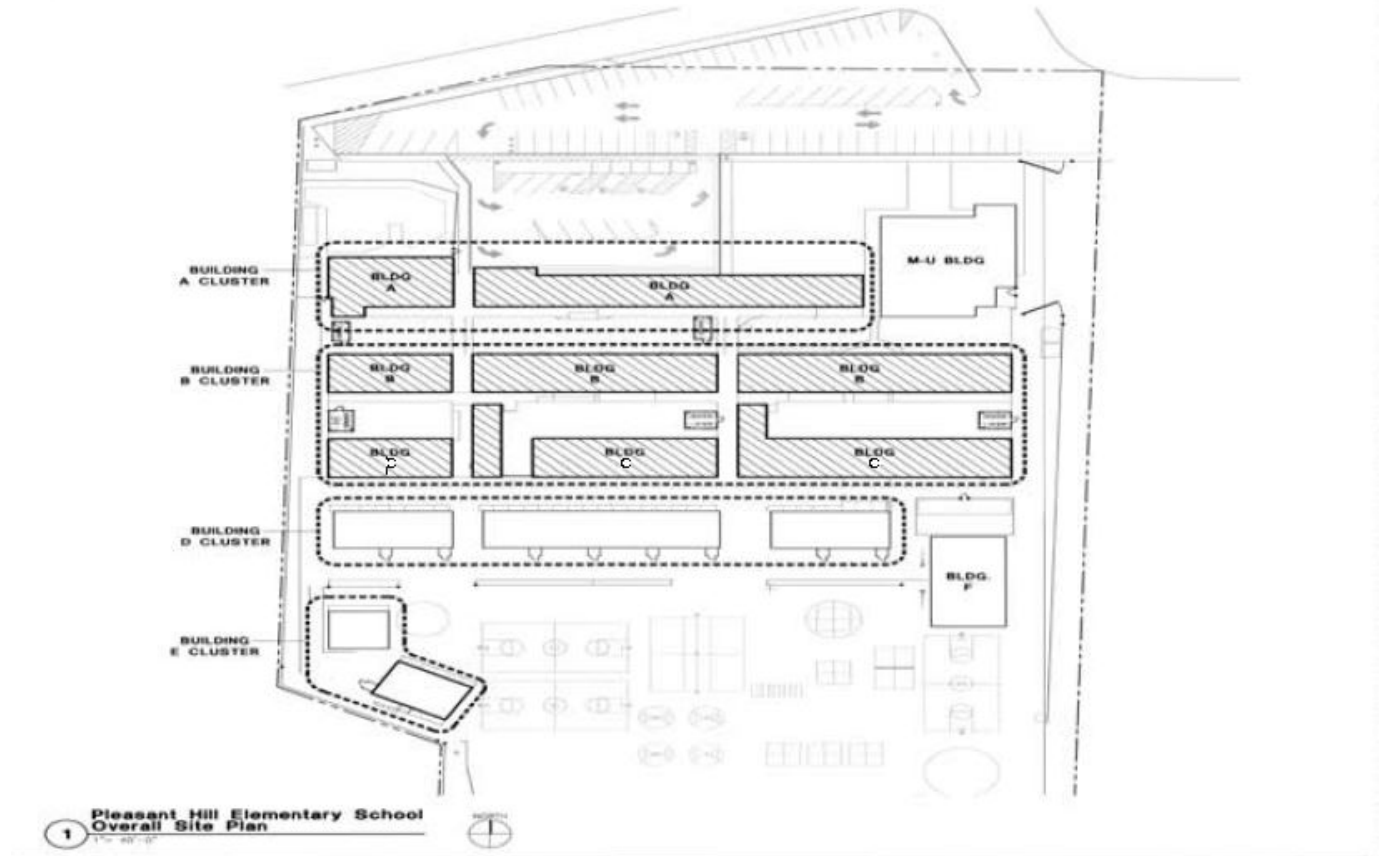 BUILDING
A CLUSTER
BLDG
A
BLDG
A
M-U BLDG
BUILDING
B CLUSTER
BLDG
B
BLDG
B
BLDG
B
BLDG
C
BLDG
C
BLDG
C
BUILDING
D CLUSTER
BLDG.
F
BUILDING
E CLUSTER
1
Pleasant Hill Elementary School
Overall Site Plan
NORTH